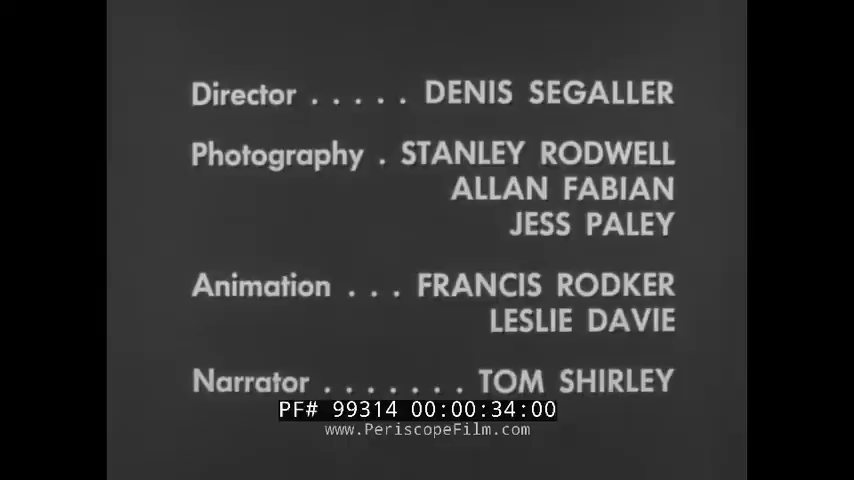 Director . . . . . DENIS SEGALLER
Photography . STANLEY RODWELL
ALLAN FABIAN
JESS PALEY
Animation . . . FRANCIS RODKER
LESLIE DAVIE
Narrator . . . . . . . TOM SHIRLEY
PF# 99314 00:00:34:00
www.PeriscopeFilm.com